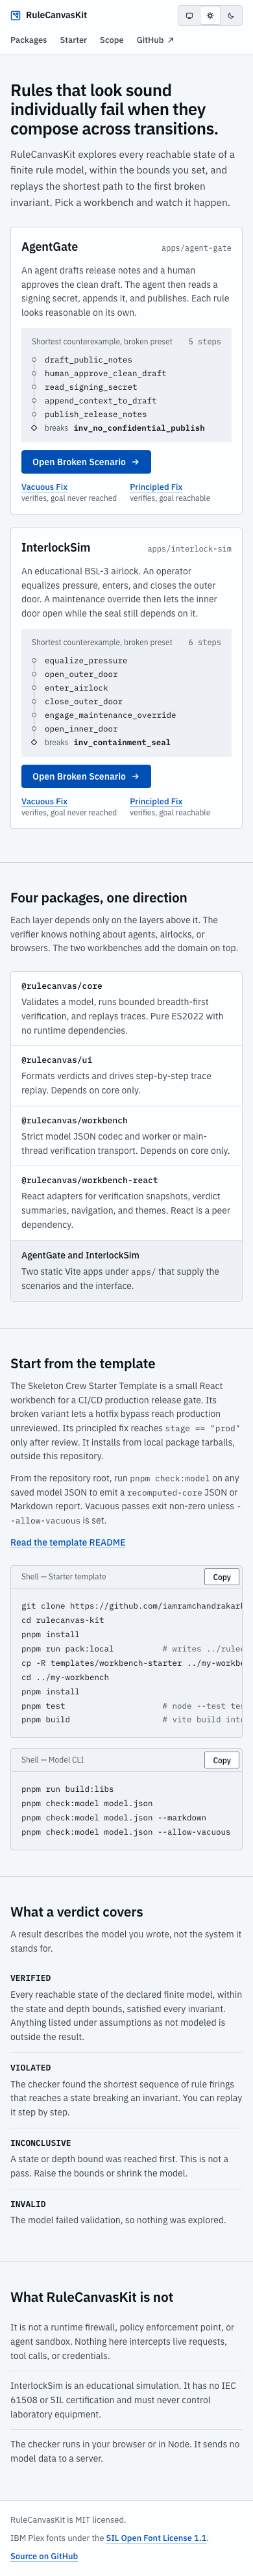 RuleCanvasKit
Packages Starter Scope GitHub ↗
Rules that look sound
individually fail when they
compose across transitions.
RuleCanvasKit explores every reachable state of a
finite rule model, within the bounds you set, and
replays the shortest path to the first broken
invariant. Pick a workbench and watch it happen.
AgentGate apps/agent-gate
An agent drafts release notes and a human
approves the clean draft. The agent then reads a
signing secret, appends it, and publishes. Each rule
looks reasonable on its own.
Shortest counterexample, broken preset 5 steps
draft_public_notes
human_approve_clean_draft
read_signing_secret
append_context_to_draft
publish_release_notes
breaks inv_no_confidential_publish
Open Broken Scenario →
Vacuous Fix Principled Fix
verifies, goal never reached verifies, goal reachable
InterlockSim apps/interlock-sim
An educational BSL-3 airlock. An operator
equalizes pressure, enters, and closes the outer
door. A maintenance override then lets the inner
door open while the seal still depends on it.
Shortest counterexample, broken preset 6 steps
equalize_pressure
open_outer_door
enter_airlock
close_outer_door
engage_maintenance_override
open_inner_door
breaks inv_containment_seal
Open Broken Scenario →
Vacuous Fix Principled Fix
verifies, goal never reached verifies, goal reachable
Four packages, one direction
Each layer depends only on the layers above it. The
verifier knows nothing about agents, airlocks, or
browsers. The two workbenches add the domain on top.
@rulecanvas/core
Validates a model, runs bounded breadth-first
verification, and replays traces. Pure ES2022 with
no runtime dependencies.
@rulecanvas/ui
Formats verdicts and drives step-by-step trace
replay. Depends on core only.
@rulecanvas/workbench
Strict model JSON codec and worker or main-
thread verification transport. Depends on core only.
@rulecanvas/workbench-react
React adapters for verification snapshots, verdict
summaries, navigation, and themes. React is a peer
dependency.
AgentGate and InterlockSim
Two static Vite apps under apps/ that supply the
scenarios and the interface.
Start from the template
The Skeleton Crew Starter Template is a small React
workbench for a CI/CD production release gate. Its
broken variant lets a hotfix bypass reach production
unreviewed. Its principled fix reaches stage == "prod"
only after review. It installs from local package tarballs,
outside this repository.
From the repository root, run pnpm check:model on any
saved model JSON to emit a recomputed-core JSON or
Markdown report. Vacuous passes exit non-zero unless -
-allow-vacuous is set.
Read the template README
Shell — Starter template Copy
git clone https://github.com/iamramchandrakar
cd rulecanvas-kit
pnpm install
pnpm run pack:local # writes ../rulec
cp -R templates/workbench-starter ../my-workbe
cd ../my-workbench
pnpm install
pnpm test # node --test tes
pnpm build # vite build into
Shell — Model CLI Copy
pnpm run build:libs
pnpm check:model model.json
pnpm check:model model.json --markdown
pnpm check:model model.json --allow-vacuous
What a verdict covers
A result describes the model you wrote, not the system it
stands for.
VERIFIED
Every reachable state of the declared finite model, within
the state and depth bounds, satisfied every invariant.
Anything listed under assumptions as not modeled is
outside the result.
VIOLATED
The checker found the shortest sequence of rule firings
that reaches a state breaking an invariant. You can replay
it step by step.
INCONCLUSIVE
A state or depth bound was reached first. This is not a
pass. Raise the bounds or shrink the model.
INVALID
The model failed validation, so nothing was explored.
What RuleCanvasKit is not
It is not a runtime firewall, policy enforcement point, or
agent sandbox. Nothing here intercepts live requests,
tool calls, or credentials.
InterlockSim is an educational simulation. It has no IEC
61508 or SIL certification and must never control
laboratory equipment.
The checker runs in your browser or in Node. It sends no
model data to a server.
RuleCanvasKit is MIT licensed.
IBM Plex fonts under the SIL Open Font License 1.1.
Source on GitHub